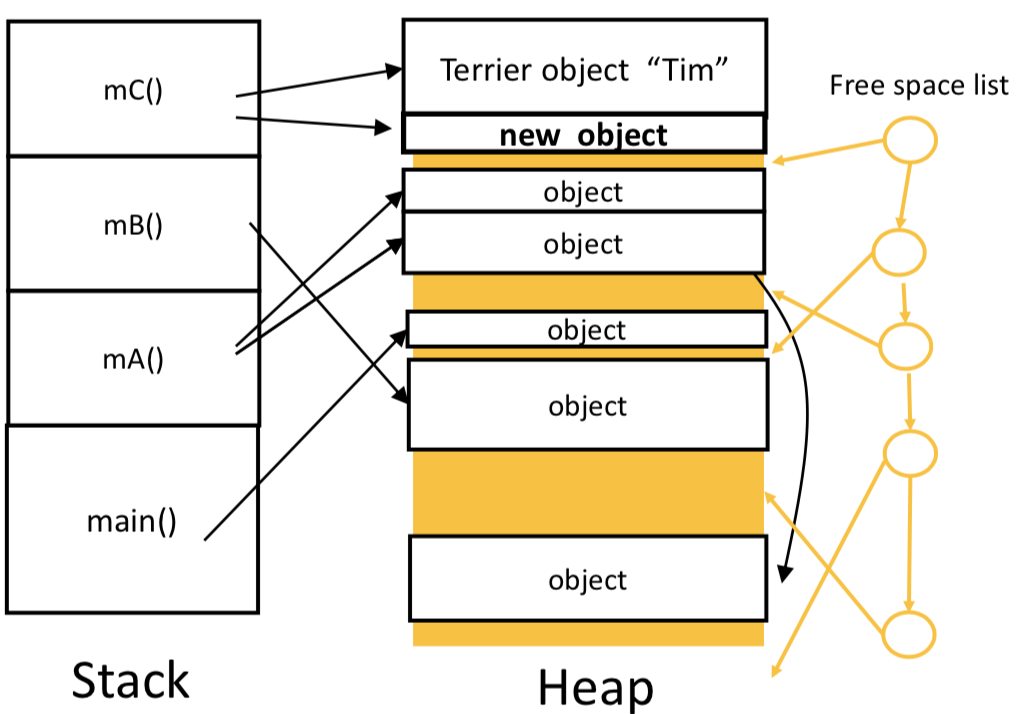 mC()
mB()
mA()
main()
Stack
Terrier object “Tim”
new object
object
object
object
object
object
Heap
Free space list